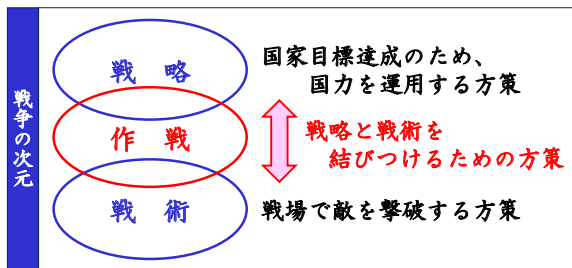 戦争の次元
戦　略
国家目標達成のため、
国力を運用する方策
作　戦
戦略と戦術を
結びつけるための方策
戦　術
戦場で敵を撃破する方策